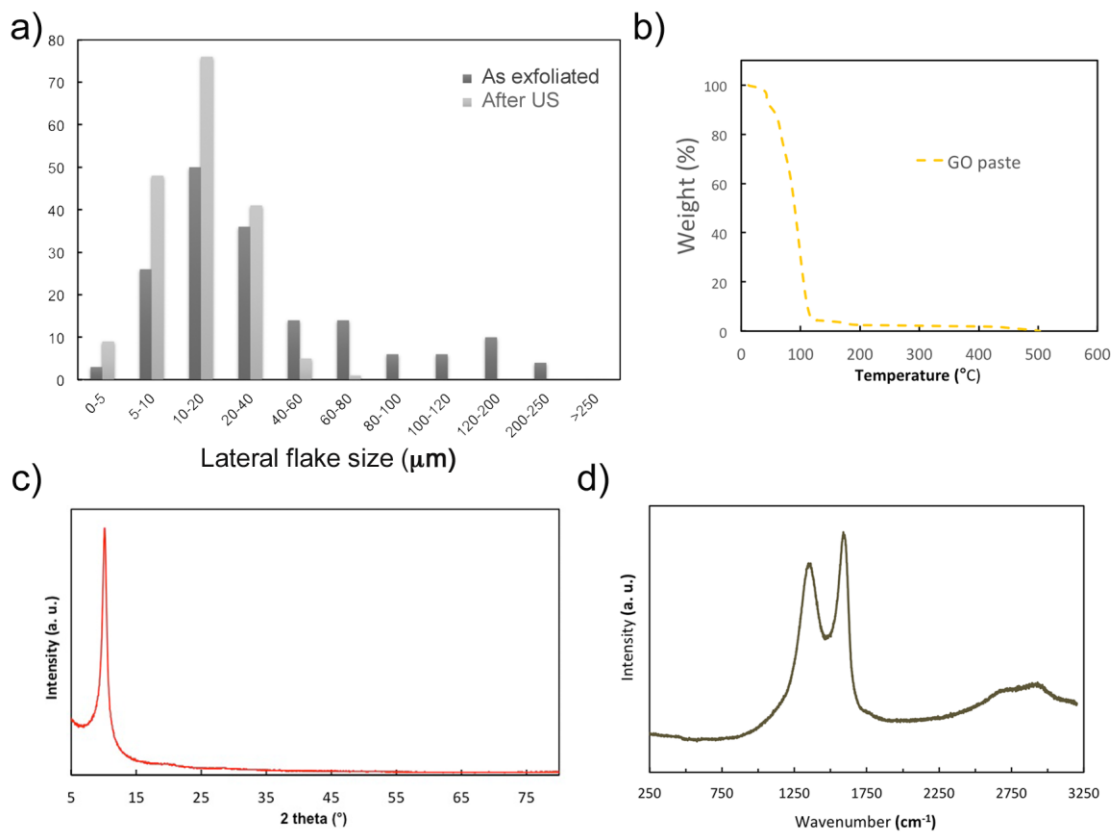 a)
80
70
60
50
40
30
20
10
0
As exfoliated
After US
0-5
5-10
10-20
20-40
40-60
60-80
80-100
100-120
120-200
200-250
>250
Lateral flake size (μm)
b)
Weight (%)
100
80
60
40
20
0
GO paste
0 100 200 300 400 500 600
Temperature (°C)
c)
Intensity (a. u.)
5 15 25 35 45 55 65 75
2 theta (°)
d)
Intensity (a. u.)
250 750 1250 1750 2250 2750 3250
Wavenumber (cm⁻¹)